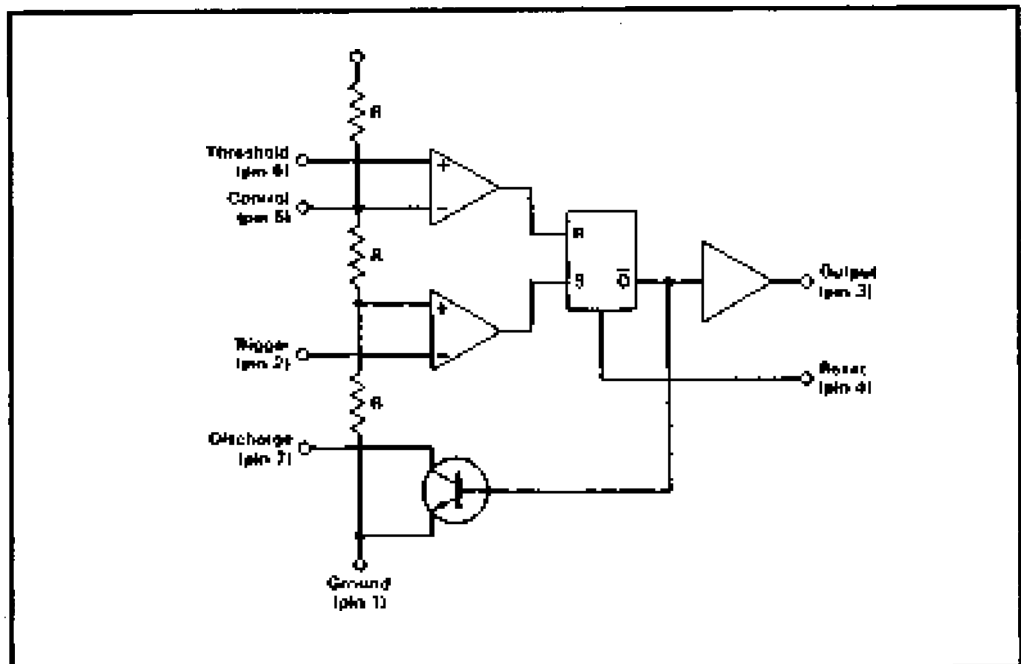 R
Threshold
(pin 6)
Control
(pin 5)
+
−
R
R
S
Q̅
Output
(pin 3)
+
−
Trigger
(pin 2)
Reset
(pin 4)
R
Discharge
(pin 7)
Ground
(pin 1)